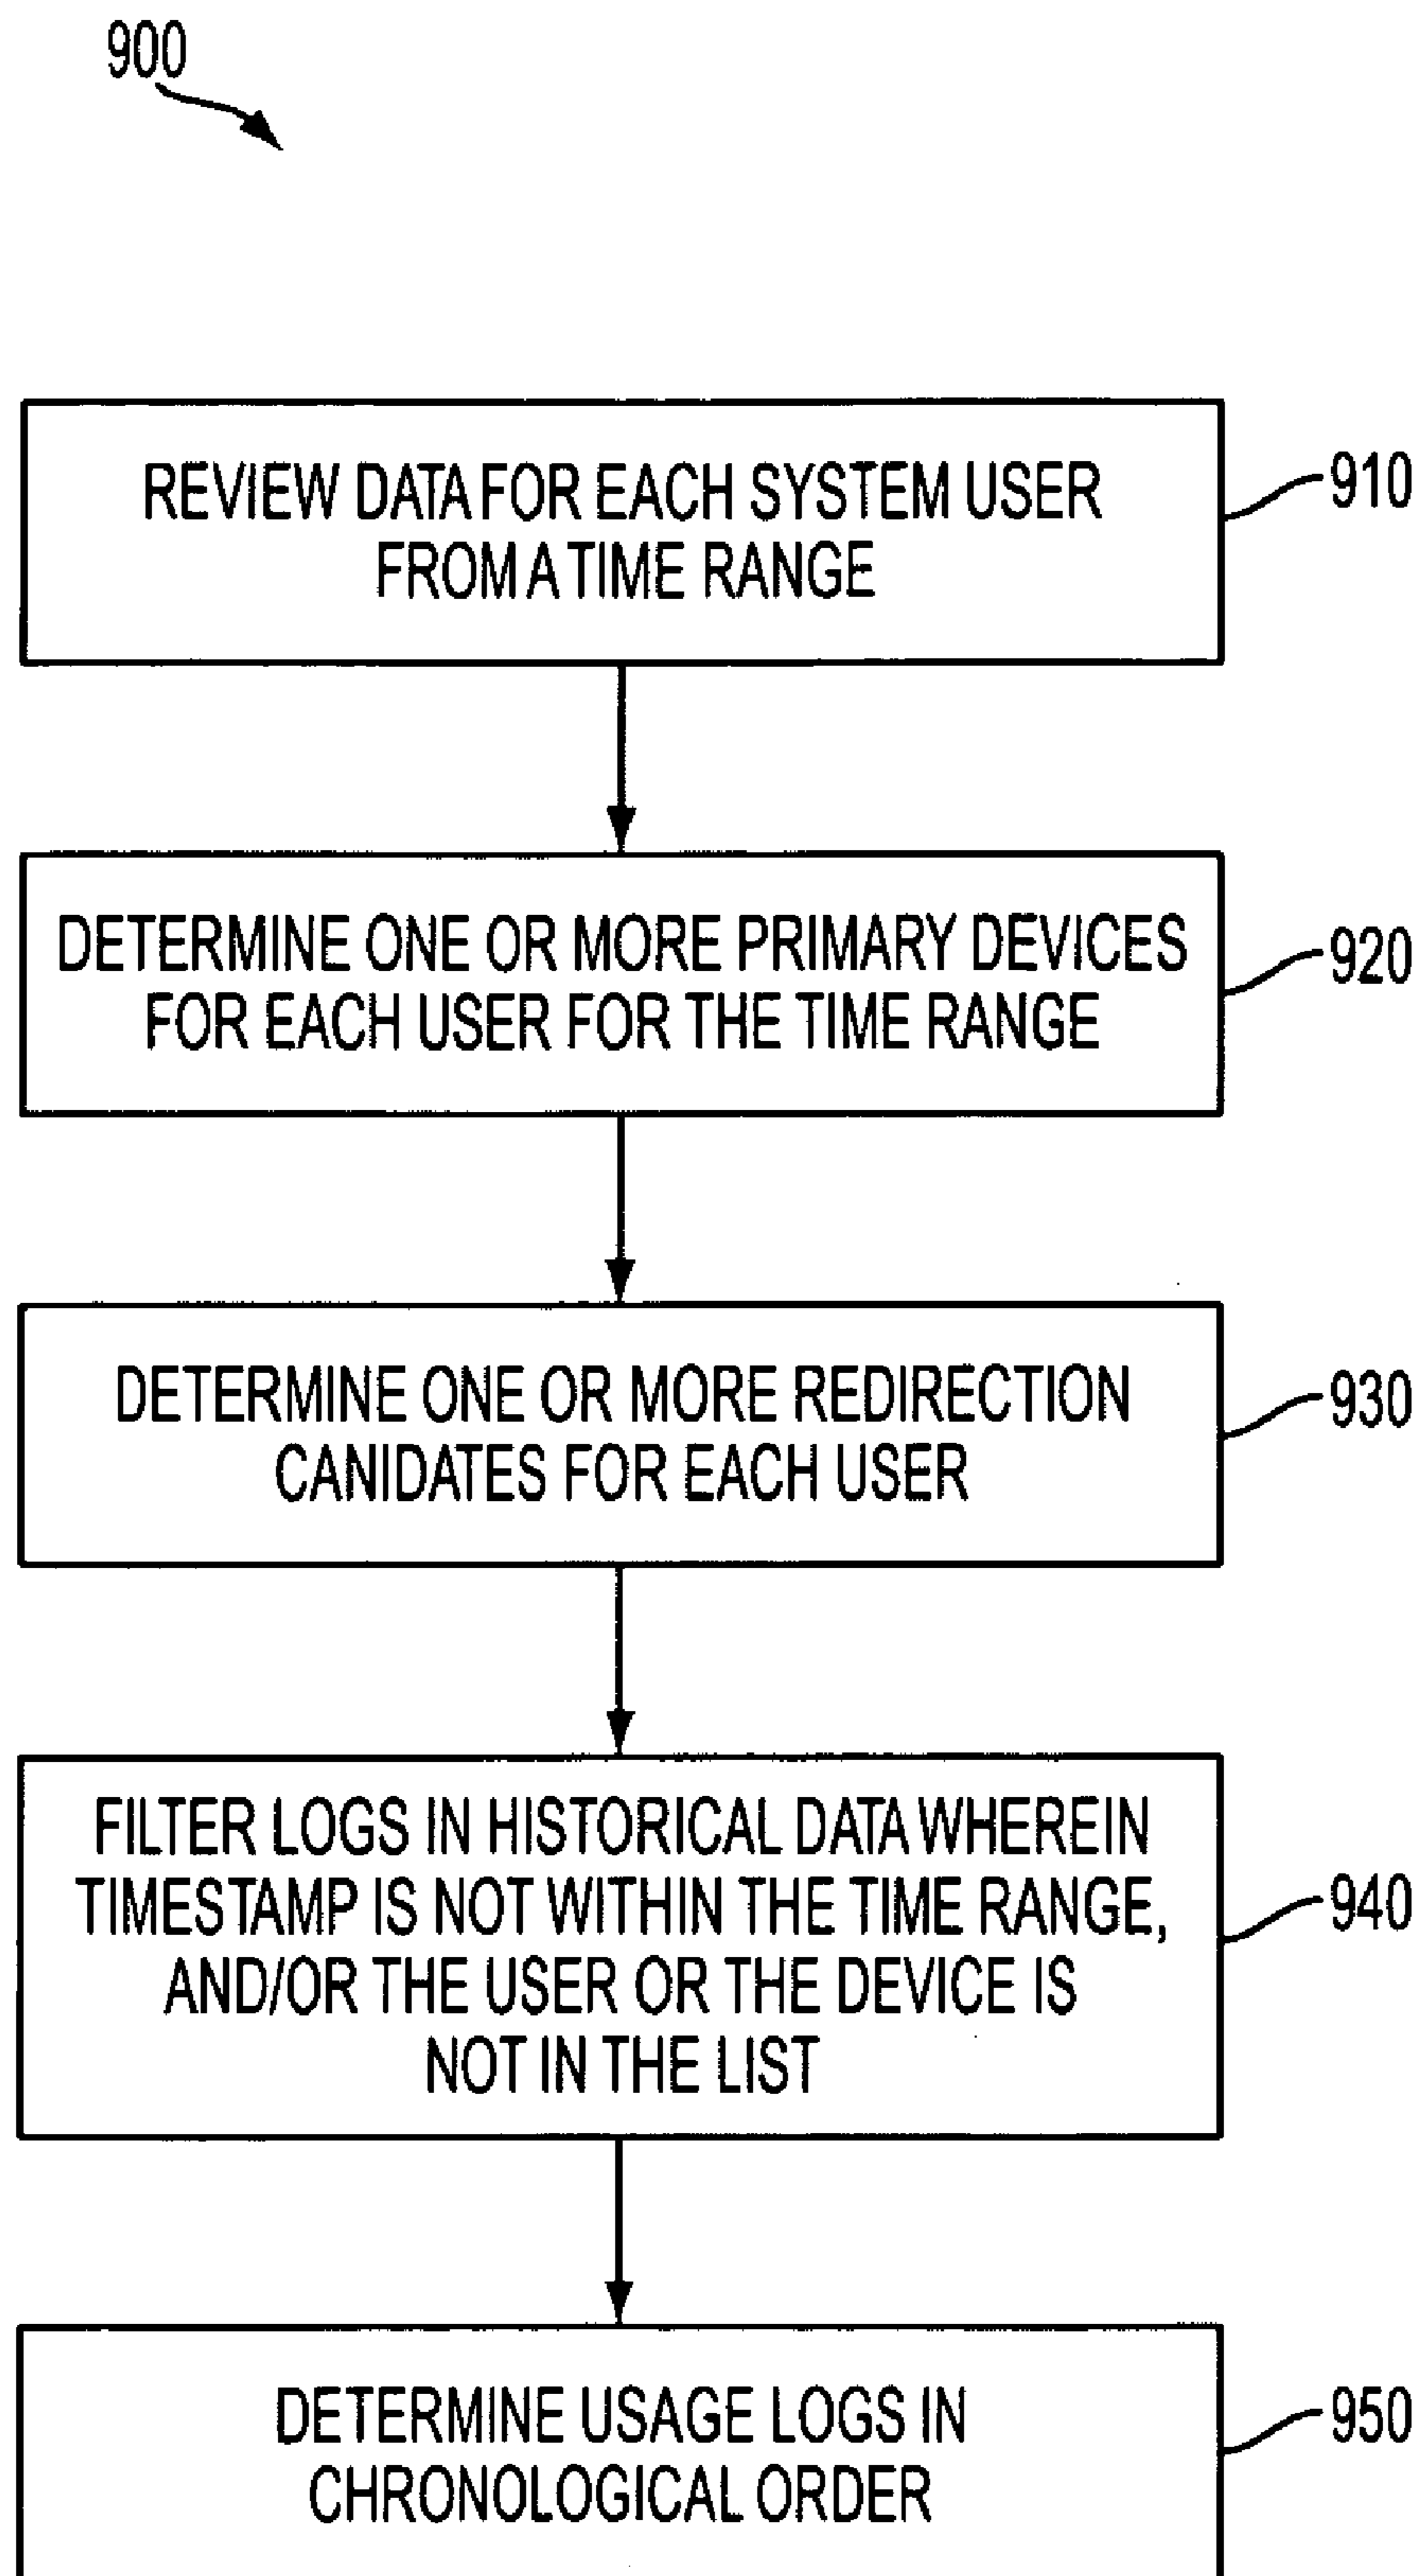 900
REVIEW DATA FOR EACH SYSTEM USER
FROM A TIME RANGE
910
DETERMINE ONE OR MORE PRIMARY DEVICES
FOR EACH USER FOR THE TIME RANGE
920
DETERMINE ONE OR MORE REDIRECTION
CANIDATES FOR EACH USER
930
FILTER LOGS IN HISTORICAL DATA WHEREIN
TIMESTAMP IS NOT WITHIN THE TIME RANGE,
AND/OR THE USER OR THE DEVICE IS
NOT IN THE LIST
940
DETERMINE USAGE LOGS IN
CHRONOLOGICAL ORDER
950